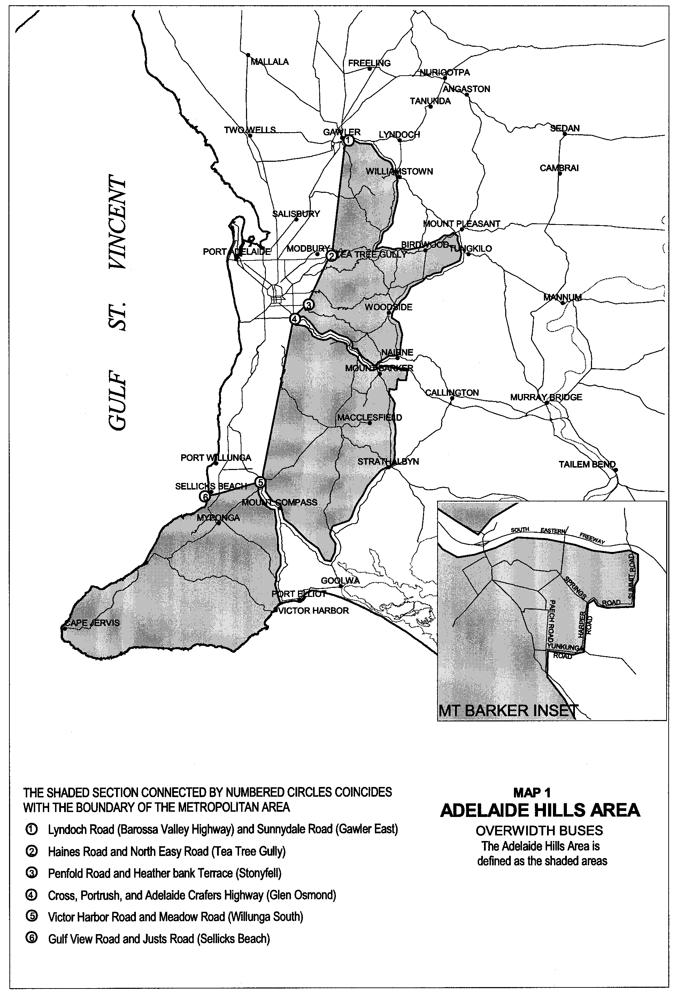 MALLALA
FREELING
NURIOOTPA
ANGASTON
TANUNDA
TWO WELLS
GAWLER
LYNDOCH
SEDAN
1
WILLIAMSTOWN
CAMBRAI
GULF ST. VINCENT
SALISBURY
MOUNT PLEASANT
PORT ADELAIDE
MODBURY
2
TEA TREE GULLY
BIRDWOOD
TUNGKILO
MANNUM
3
WOODSIDE
4
NAIRNE
MOUNT BARKER
CALLINGTON
MURRAY BRIDGE
MACCLESFIELD
PORT WILLUNGA
STRATHALBYN
TAILEM BEND
5
SELLICKS BEACH
6
MOUNT COMPASS
MYPONGA
GOOLWA
PORT ELLIOT
VICTOR HARBOR
CAPE JERVIS
SOUTH EASTERN FREEWAY
SUMMIT ROAD
SPRINGS ROAD
PAECH ROAD
HARPER ROAD
YUNKUNGA ROAD
MT BARKER INSET
THE SHADED SECTION CONNECTED BY NUMBERED CIRCLES COINCIDES
WITH THE BOUNDARY OF THE METROPOLITAN AREA
1 Lyndoch Road (Barossa Valley Highway) and Sunnydale Road (Gawler East)
2 Haines Road and North Easy Road (Tea Tree Gully)
3 Penfold Road and Heather bank Terrace (Stonyfell)
4 Cross, Portrush, and Adelaide Crafers Highway (Glen Osmond)
5 Victor Harbor Road and Meadow Road (Willunga South)
6 Gulf View Road and Justs Road (Sellicks Beach)
MAP 1
ADELAIDE HILLS AREA
OVERWIDTH BUSES
The Adelaide Hills Area is
defined as the shaded areas